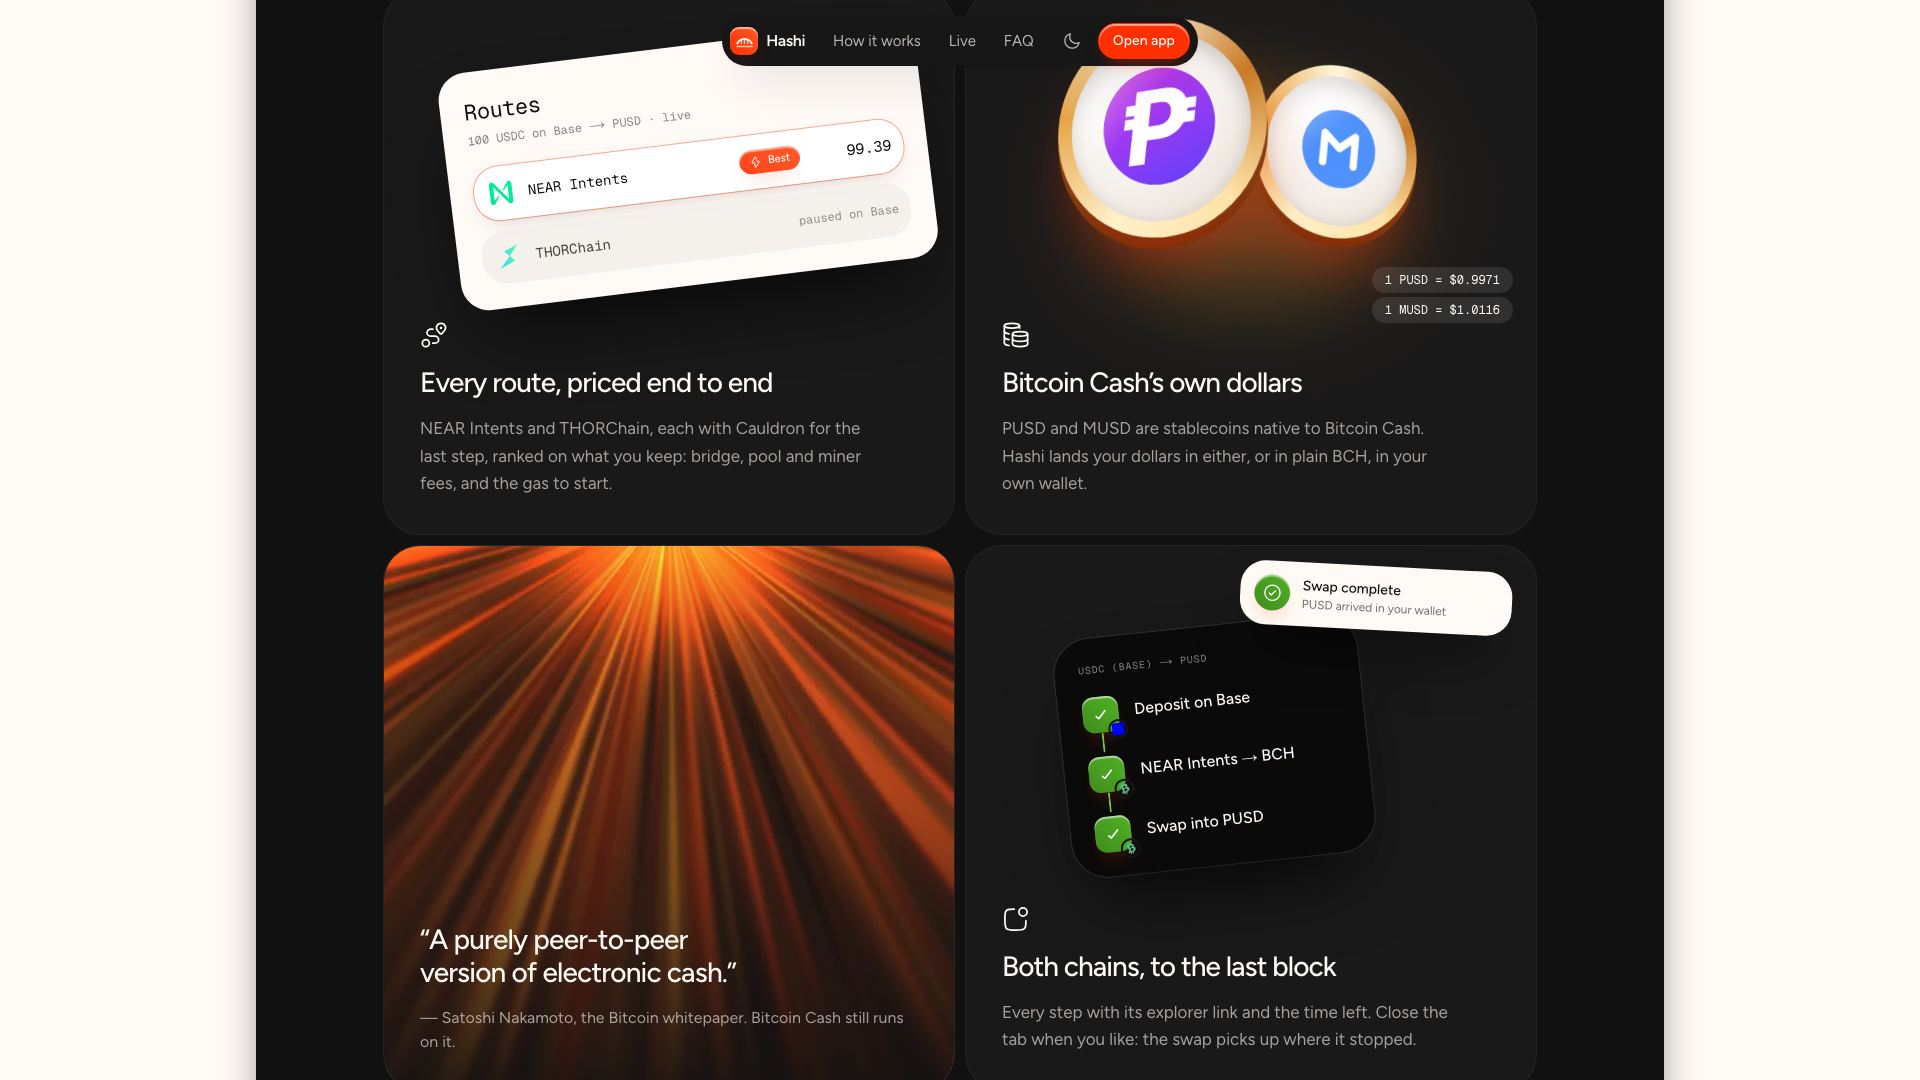 Hashi
How it works
Live
FAQ
Open app
Routes
100 USDC on Base → PUSD · live
NEAR Intents
Best
99.39
THORChain
paused on Base
Every route, priced end to end
NEAR Intents and THORChain, each with Cauldron for the
last step, ranked on what you keep: bridge, pool and miner
fees, and the gas to start.
1 PUSD = $0.9971
1 MUSD = $1.0116
Bitcoin Cash’s own dollars
PUSD and MUSD are stablecoins native to Bitcoin Cash.
Hashi lands your dollars in either, or in plain BCH, in your
own wallet.
“A purely peer-to-peer
version of electronic cash.”
— Satoshi Nakamoto, the Bitcoin whitepaper. Bitcoin Cash still runs
on it.
Swap complete
PUSD arrived in your wallet
USDC (BASE) → PUSD
Deposit on Base
NEAR Intents → BCH
Swap into PUSD
Both chains, to the last block
Every step with its explorer link and the time left. Close the
tab when you like: the swap picks up where it stopped.